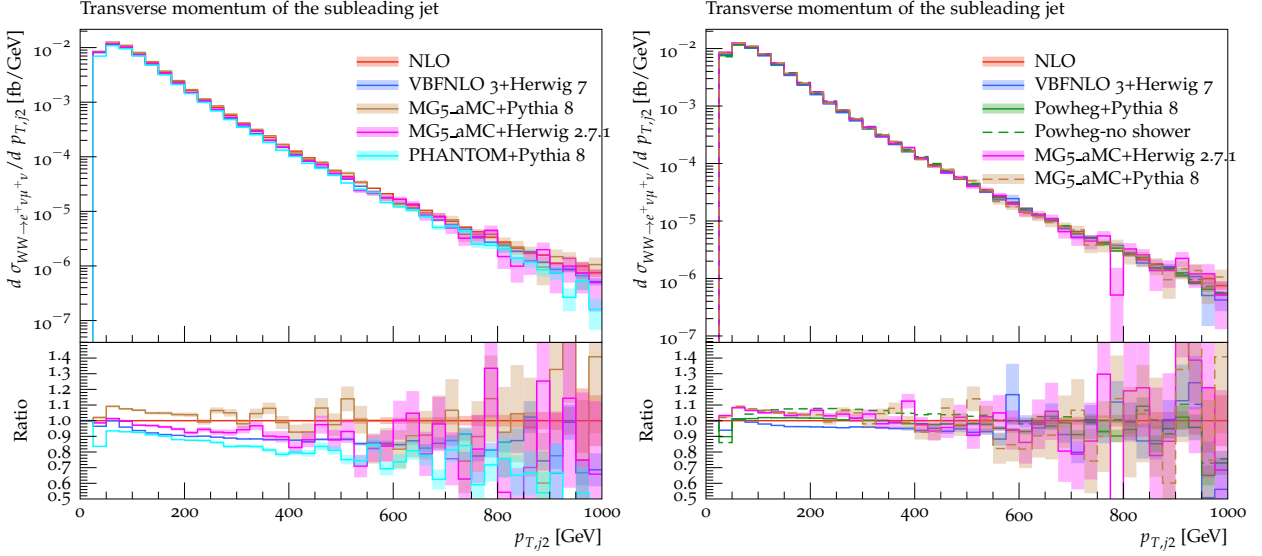 Transverse momentum of the subleading jet
d σ_{WW→e⁺νμ⁺ν}/d p_{T,j2} [fb/GeV]
10⁻²
10⁻³
10⁻⁴
10⁻⁵
10⁻⁶
10⁻⁷
NLO
VBFNLO 3+Herwig 7
MG5_aMC+Pythia 8
MG5_aMC+Herwig 2.7.1
PHANTOM+Pythia 8
Ratio
1.4
1.3
1.2
1.1
1.0
0.9
0.8
0.7
0.6
0.5
0 200 400 600 800 1000
p_{T,j2} [GeV]
Transverse momentum of the subleading jet
d σ_{WW→e⁺νμ⁺ν}/d p_{T,j2} [fb/GeV]
10⁻²
10⁻³
10⁻⁴
10⁻⁵
10⁻⁶
10⁻⁷
NLO
VBFNLO 3+Herwig 7
Powheg+Pythia 8
Powheg-no shower
MG5_aMC+Herwig 2.7.1
MG5_aMC+Pythia 8
Ratio
1.4
1.3
1.2
1.1
1.0
0.9
0.8
0.7
0.6
0.5
0 200 400 600 800 1000
p_{T,j2} [GeV]